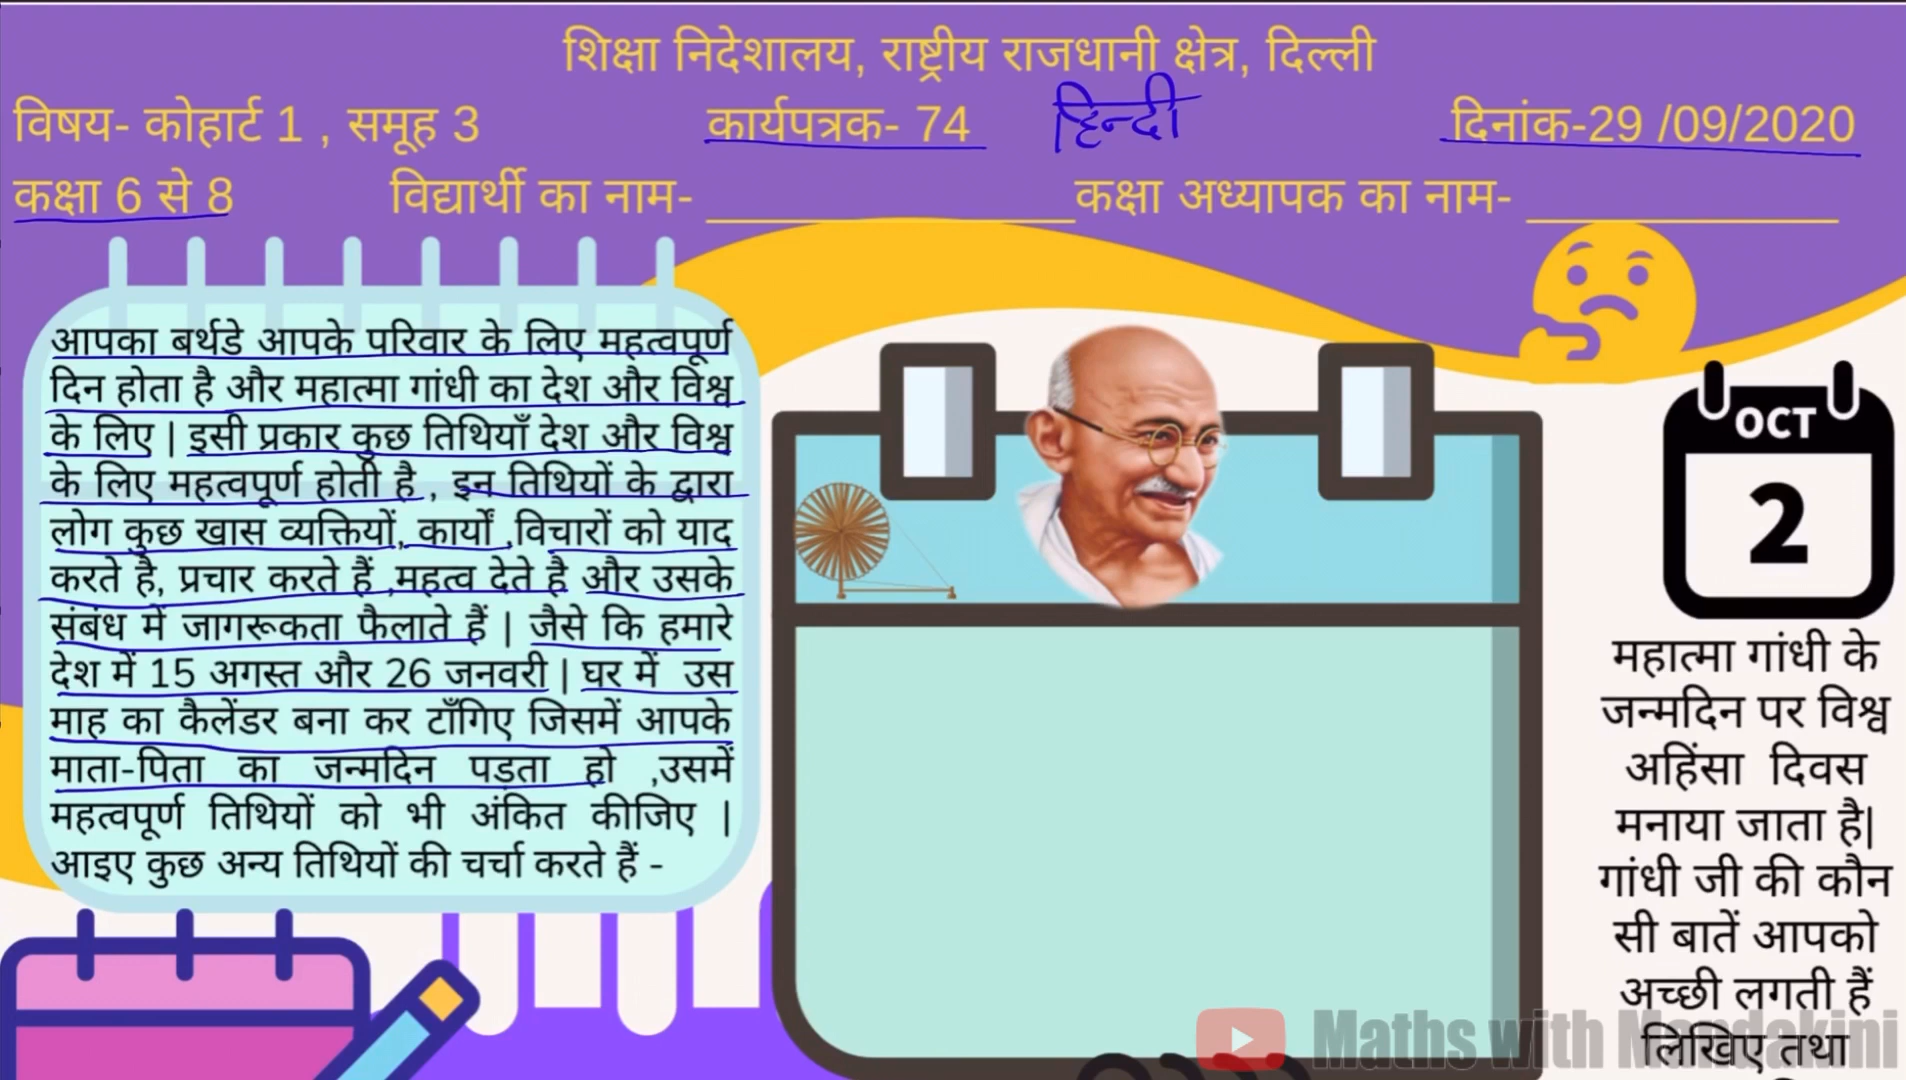 शिक्षा निदेशालय, राष्ट्रीय राजधानी क्षेत्र, दिल्ली
विषय- कोहार्ट 1 , समूह 3 कार्यपत्रक- 74 हिन्दी दिनांक-29 /09/2020
कक्षा 6 से 8 विद्यार्थी का नाम- ______________ कक्षा अध्यापक का नाम- ____________
आपका बर्थडे आपके परिवार के लिए महत्वपूर्ण
दिन होता है और महात्मा गांधी का देश और विश्व
के लिए | इसी प्रकार कुछ तिथियाँ देश और विश्व
के लिए महत्वपूर्ण होती है , इन तिथियों के द्वारा
लोग कुछ खास व्यक्तियों, कार्यों ,विचारों को याद
करते है, प्रचार करते हैं ,महत्व देते है और उसके
संबंध में जागरूकता फैलाते हैं | जैसे कि हमारे
देश में 15 अगस्त और 26 जनवरी | घर में उस
माह का कैलेंडर बना कर टाँगिए जिसमें आपके
माता-पिता का जन्मदिन पड़ता हो ,उसमें
महत्वपूर्ण तिथियों को भी अंकित कीजिए |
आइए कुछ अन्य तिथियों की चर्चा करते हैं -
OCT
2
महात्मा गांधी के
जन्मदिन पर विश्व
अहिंसा दिवस
मनाया जाता है|
गांधी जी की कौन
सी बातें आपको
अच्छी लगती हैं
लिखिए तथा
Maths with Mandakini